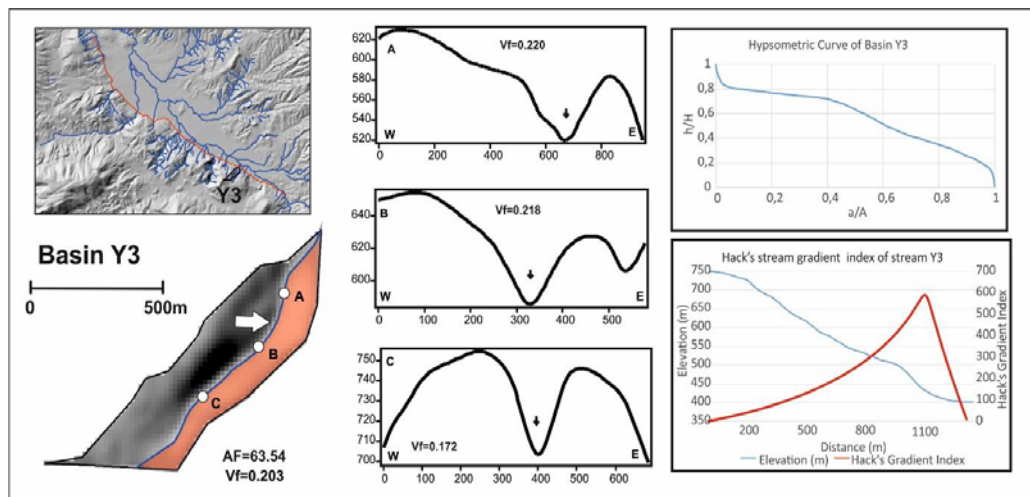 Y3
Basin Y3
0 500m
A
B
C
AF=63.54
Vf=0.203
A
Vf=0.220
620
600
580
560
540
520
W E
0 200 400 600 800
B
Vf=0.218
640
620
600
W E
0 100 200 300 400 500
C
Vf=0.172
750
740
730
720
710
700
W E
0 100 200 300 400 500 600
Hypsometric Curve of Basin Y3
h/H
1
0,8
0,6
0,4
0,2
0
0 0,2 0,4 0,6 0,8 1
a/A
Hack's stream gradient index of stream Y3
Elevation (m)
750
700
650
600
550
500
450
400
350
700
600
500
400
300
200
100
0
Hack's Gradient Index
200 500 800 1100
Distance (m)
Elevation (m) Hack's Gradient Index